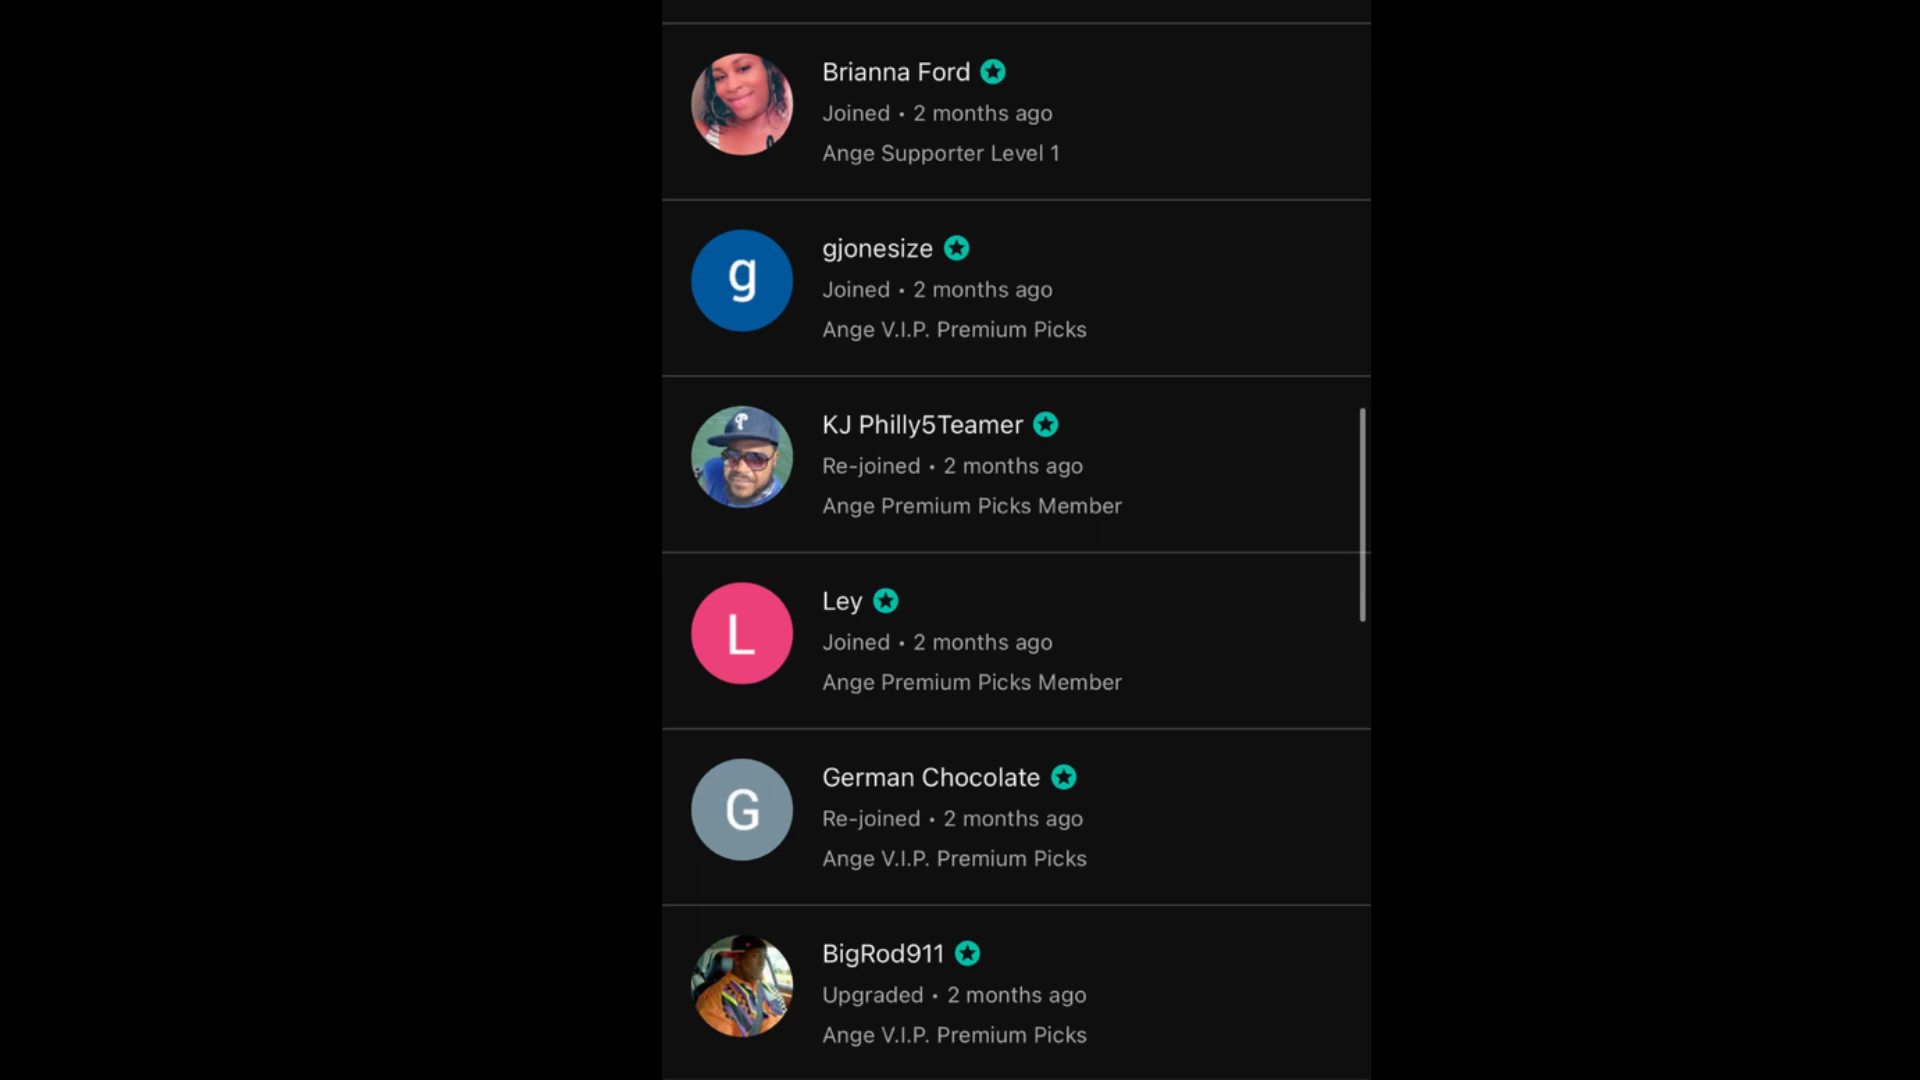 Brianna Ford
Joined • 2 months ago
Ange Supporter Level 1
g
gjonesize
Joined • 2 months ago
Ange V.I.P. Premium Picks
P
KJ Philly5Teamer
Re-joined • 2 months ago
Ange Premium Picks Member
L
Ley
Joined • 2 months ago
Ange Premium Picks Member
G
German Chocolate
Re-joined • 2 months ago
Ange V.I.P. Premium Picks
BigRod911
Upgraded • 2 months ago
Ange V.I.P. Premium Picks